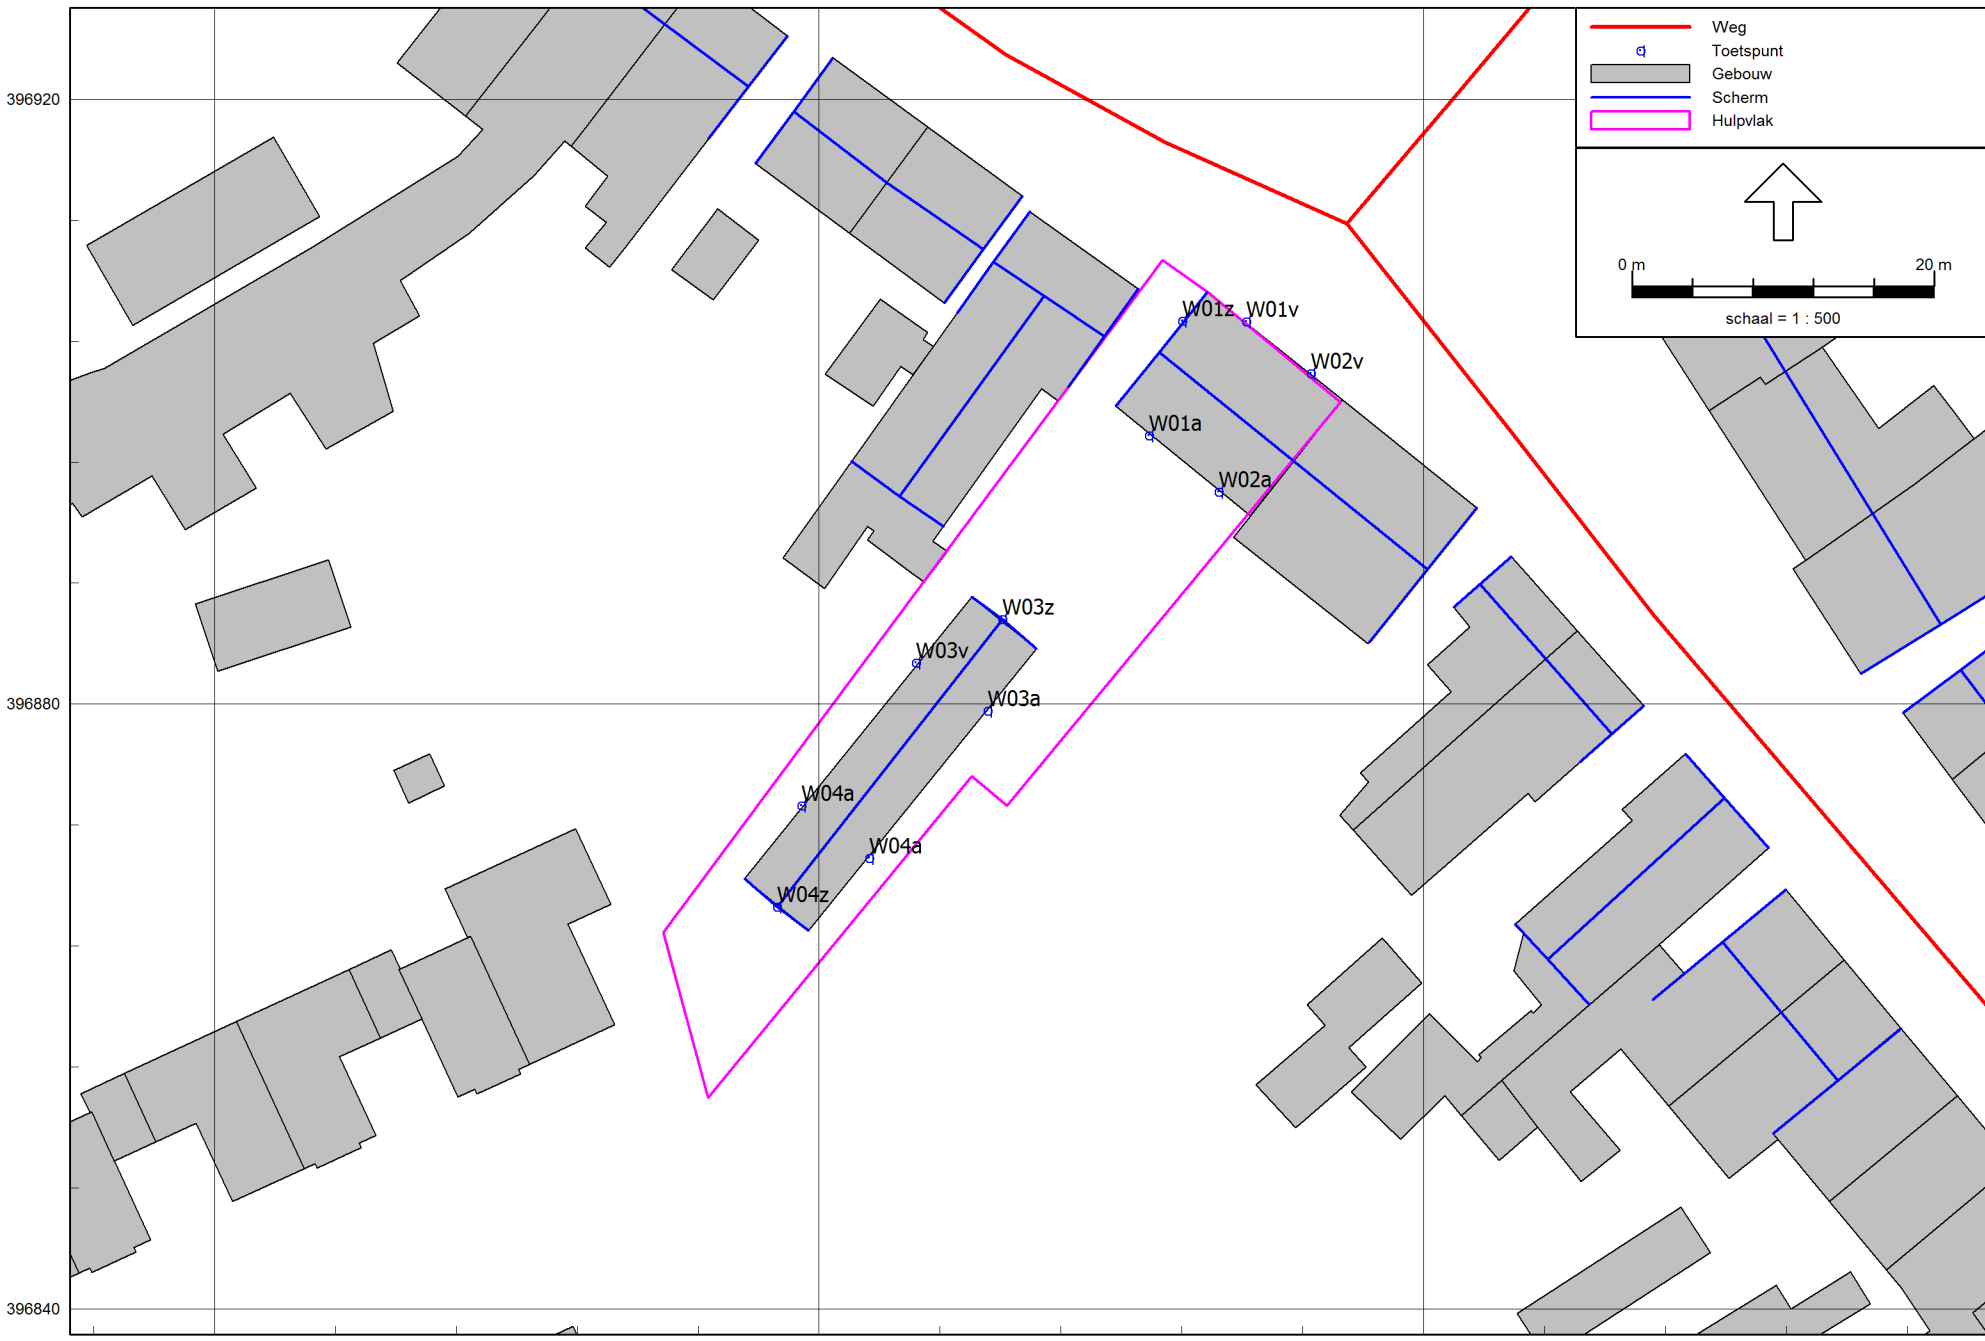 Weg
Toetspunt
Gebouw
Scherm
Hulpvlak
0 m 20 m
schaal = 1 : 500
396920
W01z W01v
W02v
W01a
W02a
W03z
W03v
396880
W03a
W04a
W04a
W04z
396840